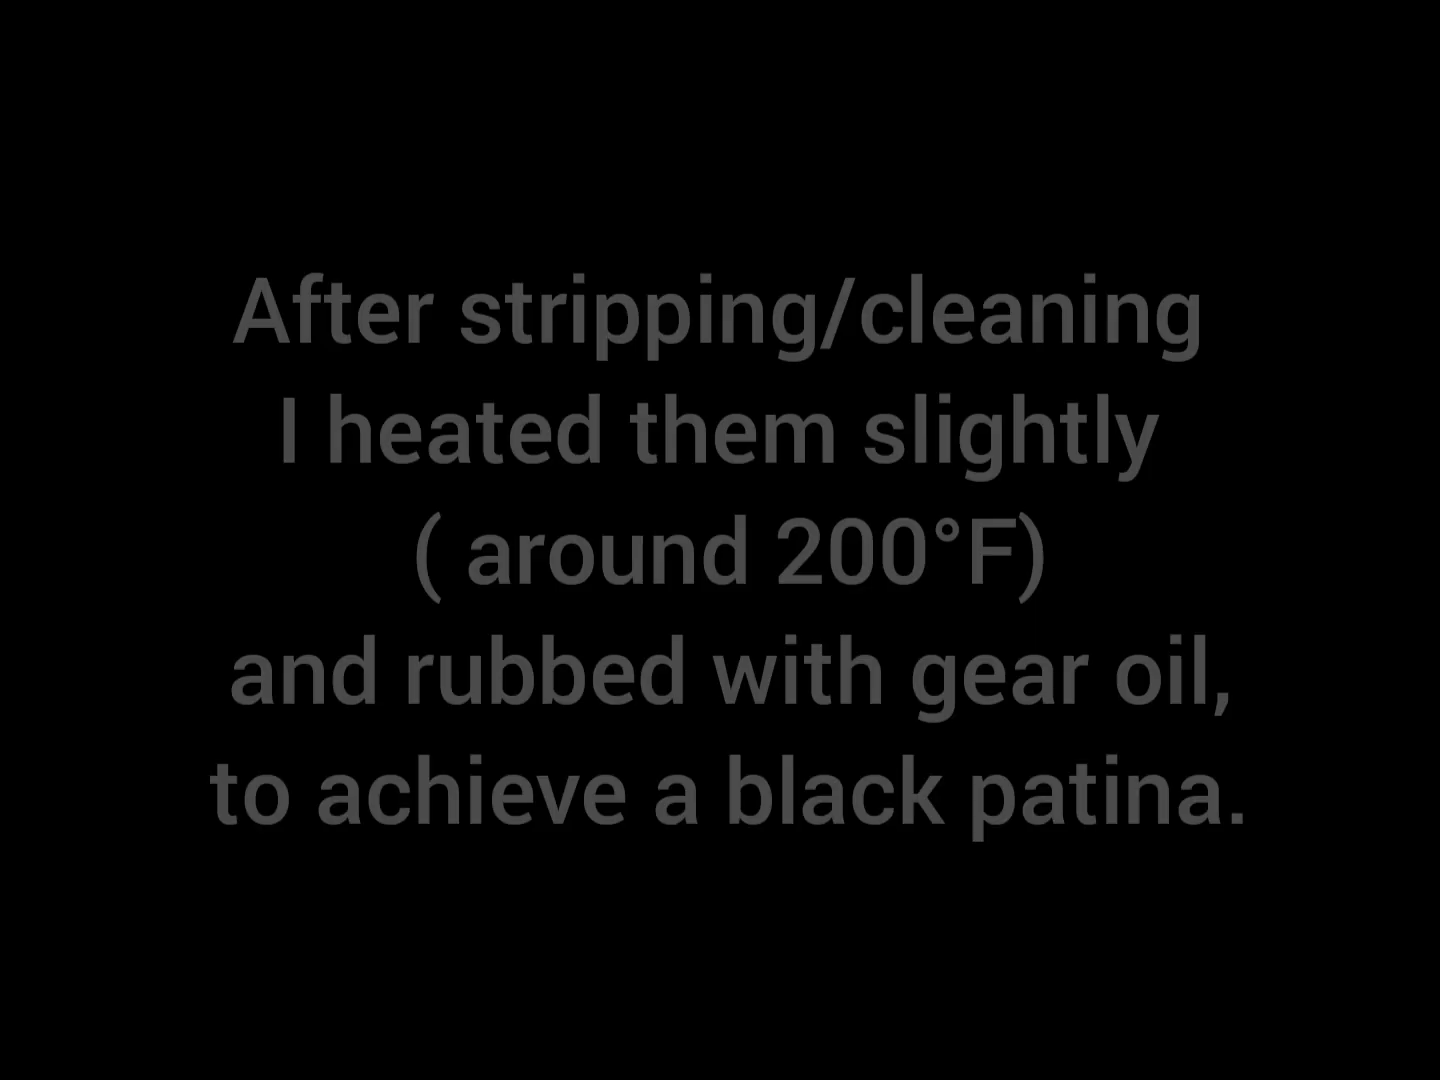 After stripping/cleaning
I heated them slightly
( around 200°F)
and rubbed with gear oil,
to achieve a black patina.